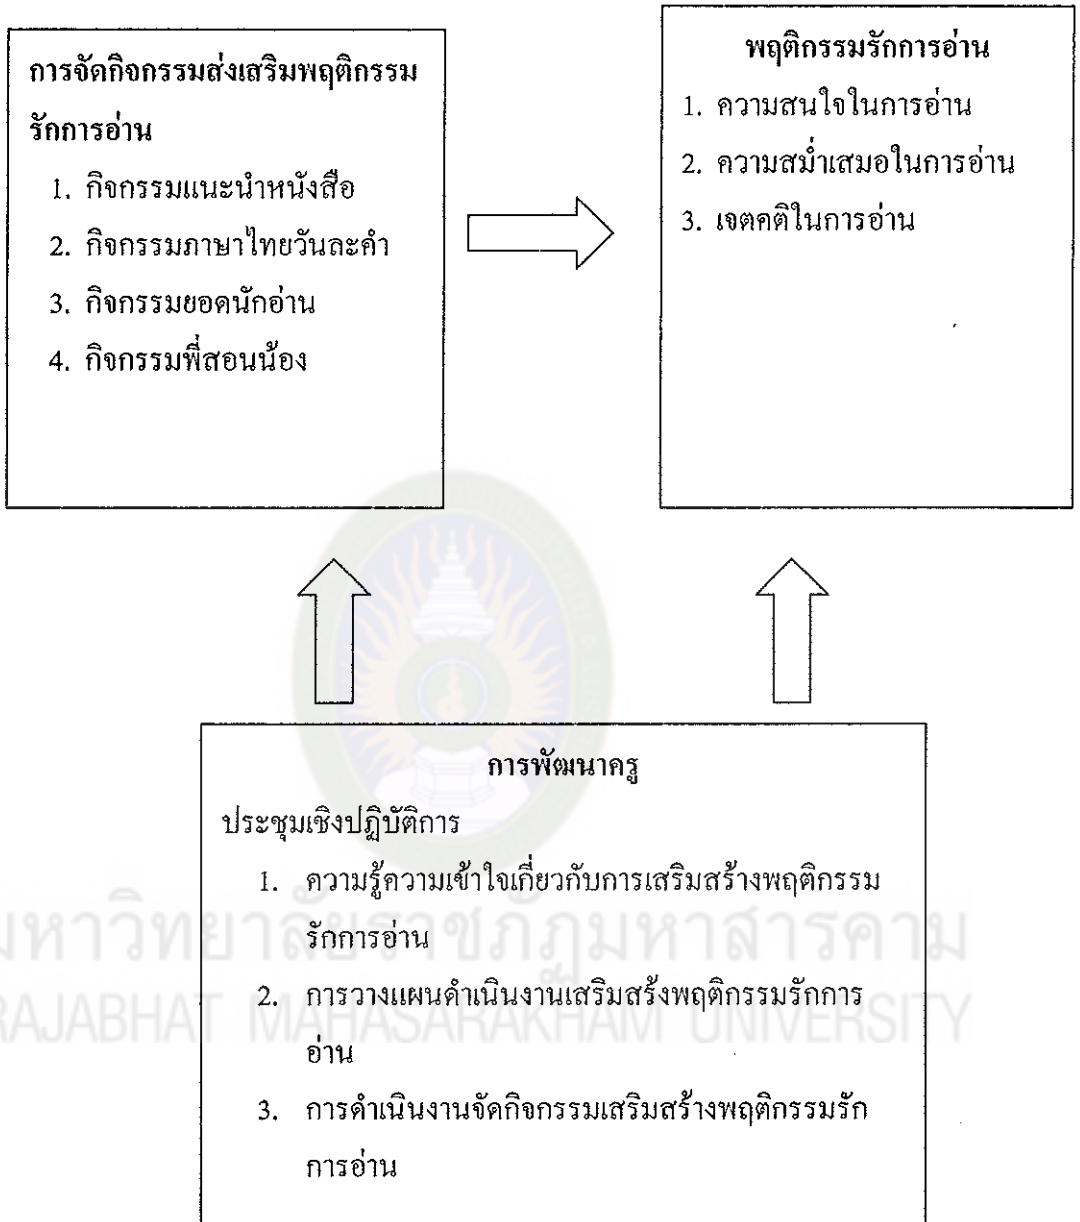 การจัดกิจกรรมส่งเสริมพฤติกรรม
รักการอ่าน
1. กิจกรรมแนะนำหนังสือ
2. กิจกรรมภาษาไทยวันละคำ
3. กิจกรรมยอดนักอ่าน
4. กิจกรรมพี่สอนน้อง
พฤติกรรมรักการอ่าน
1. ความสนใจในการอ่าน
2. ความสม่ำเสมอในการอ่าน
3. เจตคติในการอ่าน
การพัฒนาครู
ประชุมเชิงปฏิบัติการ
1. ความรู้ความเข้าใจเกี่ยวกับการเสริมสร้างพฤติกรรม
รักการอ่าน
2. การวางแผนดำเนินงานเสริมสร้งพฤติกรรมรักการ
อ่าน
3. การดำเนินงานจัดกิจกรรมเสริมสร้างพฤติกรรมรัก
การอ่าน
มหาวิทยาลัยราชภัฏมหาสารคาม
RAJABHAT MAHASARAKHAM UNIVERSITY